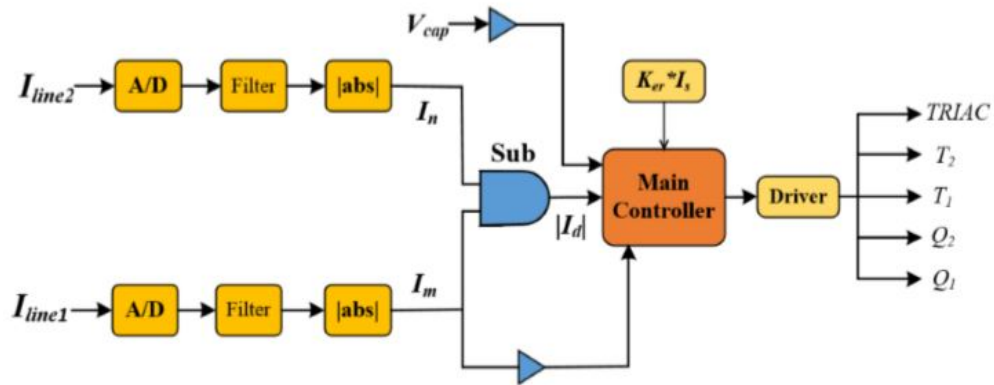 V_cap
I_line2
A/D
Filter
|abs|
I_n
K_er*I_s
TRIAC
Sub
T_2
Main
Controller
Driver
T_1
|I_d|
Q_2
I_m
Q_1
I_line1
A/D
Filter
|abs|